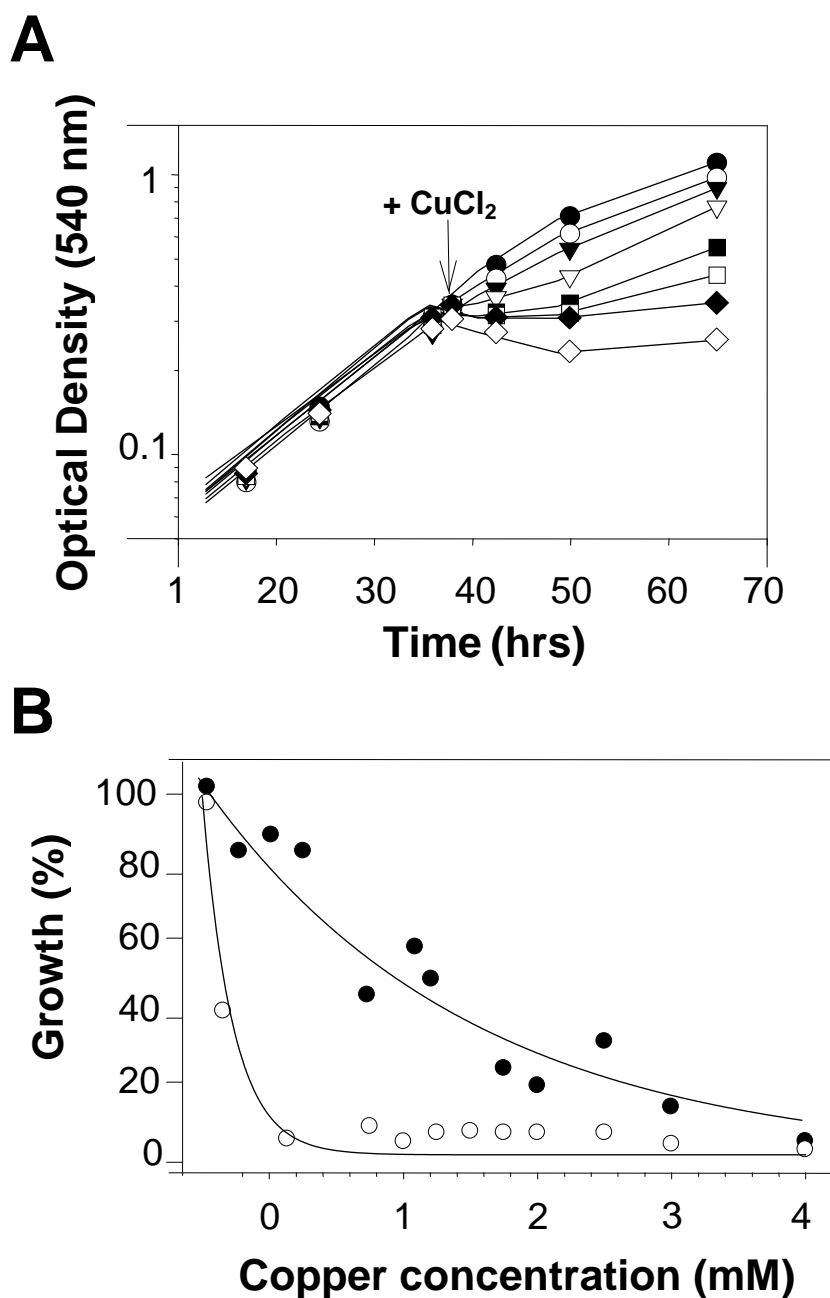 A
Optical Density (540 nm)
1
0.1
+ CuCl₂
1 20 30 40 50 60 70
Time (hrs)
B
Growth (%)
100
80
60
40
20
0
0 1 2 3 4
Copper concentration (mM)